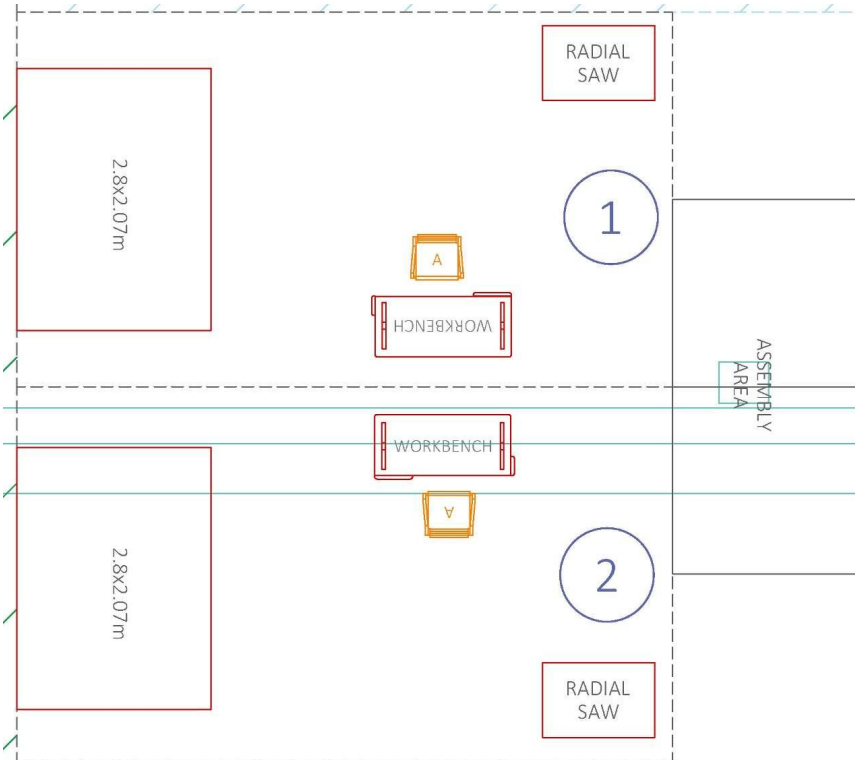 RADIAL
SAW
2.8x2.07m
1
A
WORKBENCH
ASSEMBLY
AREA
WORKBENCH
A
2.8x2.07m
2
RADIAL
SAW